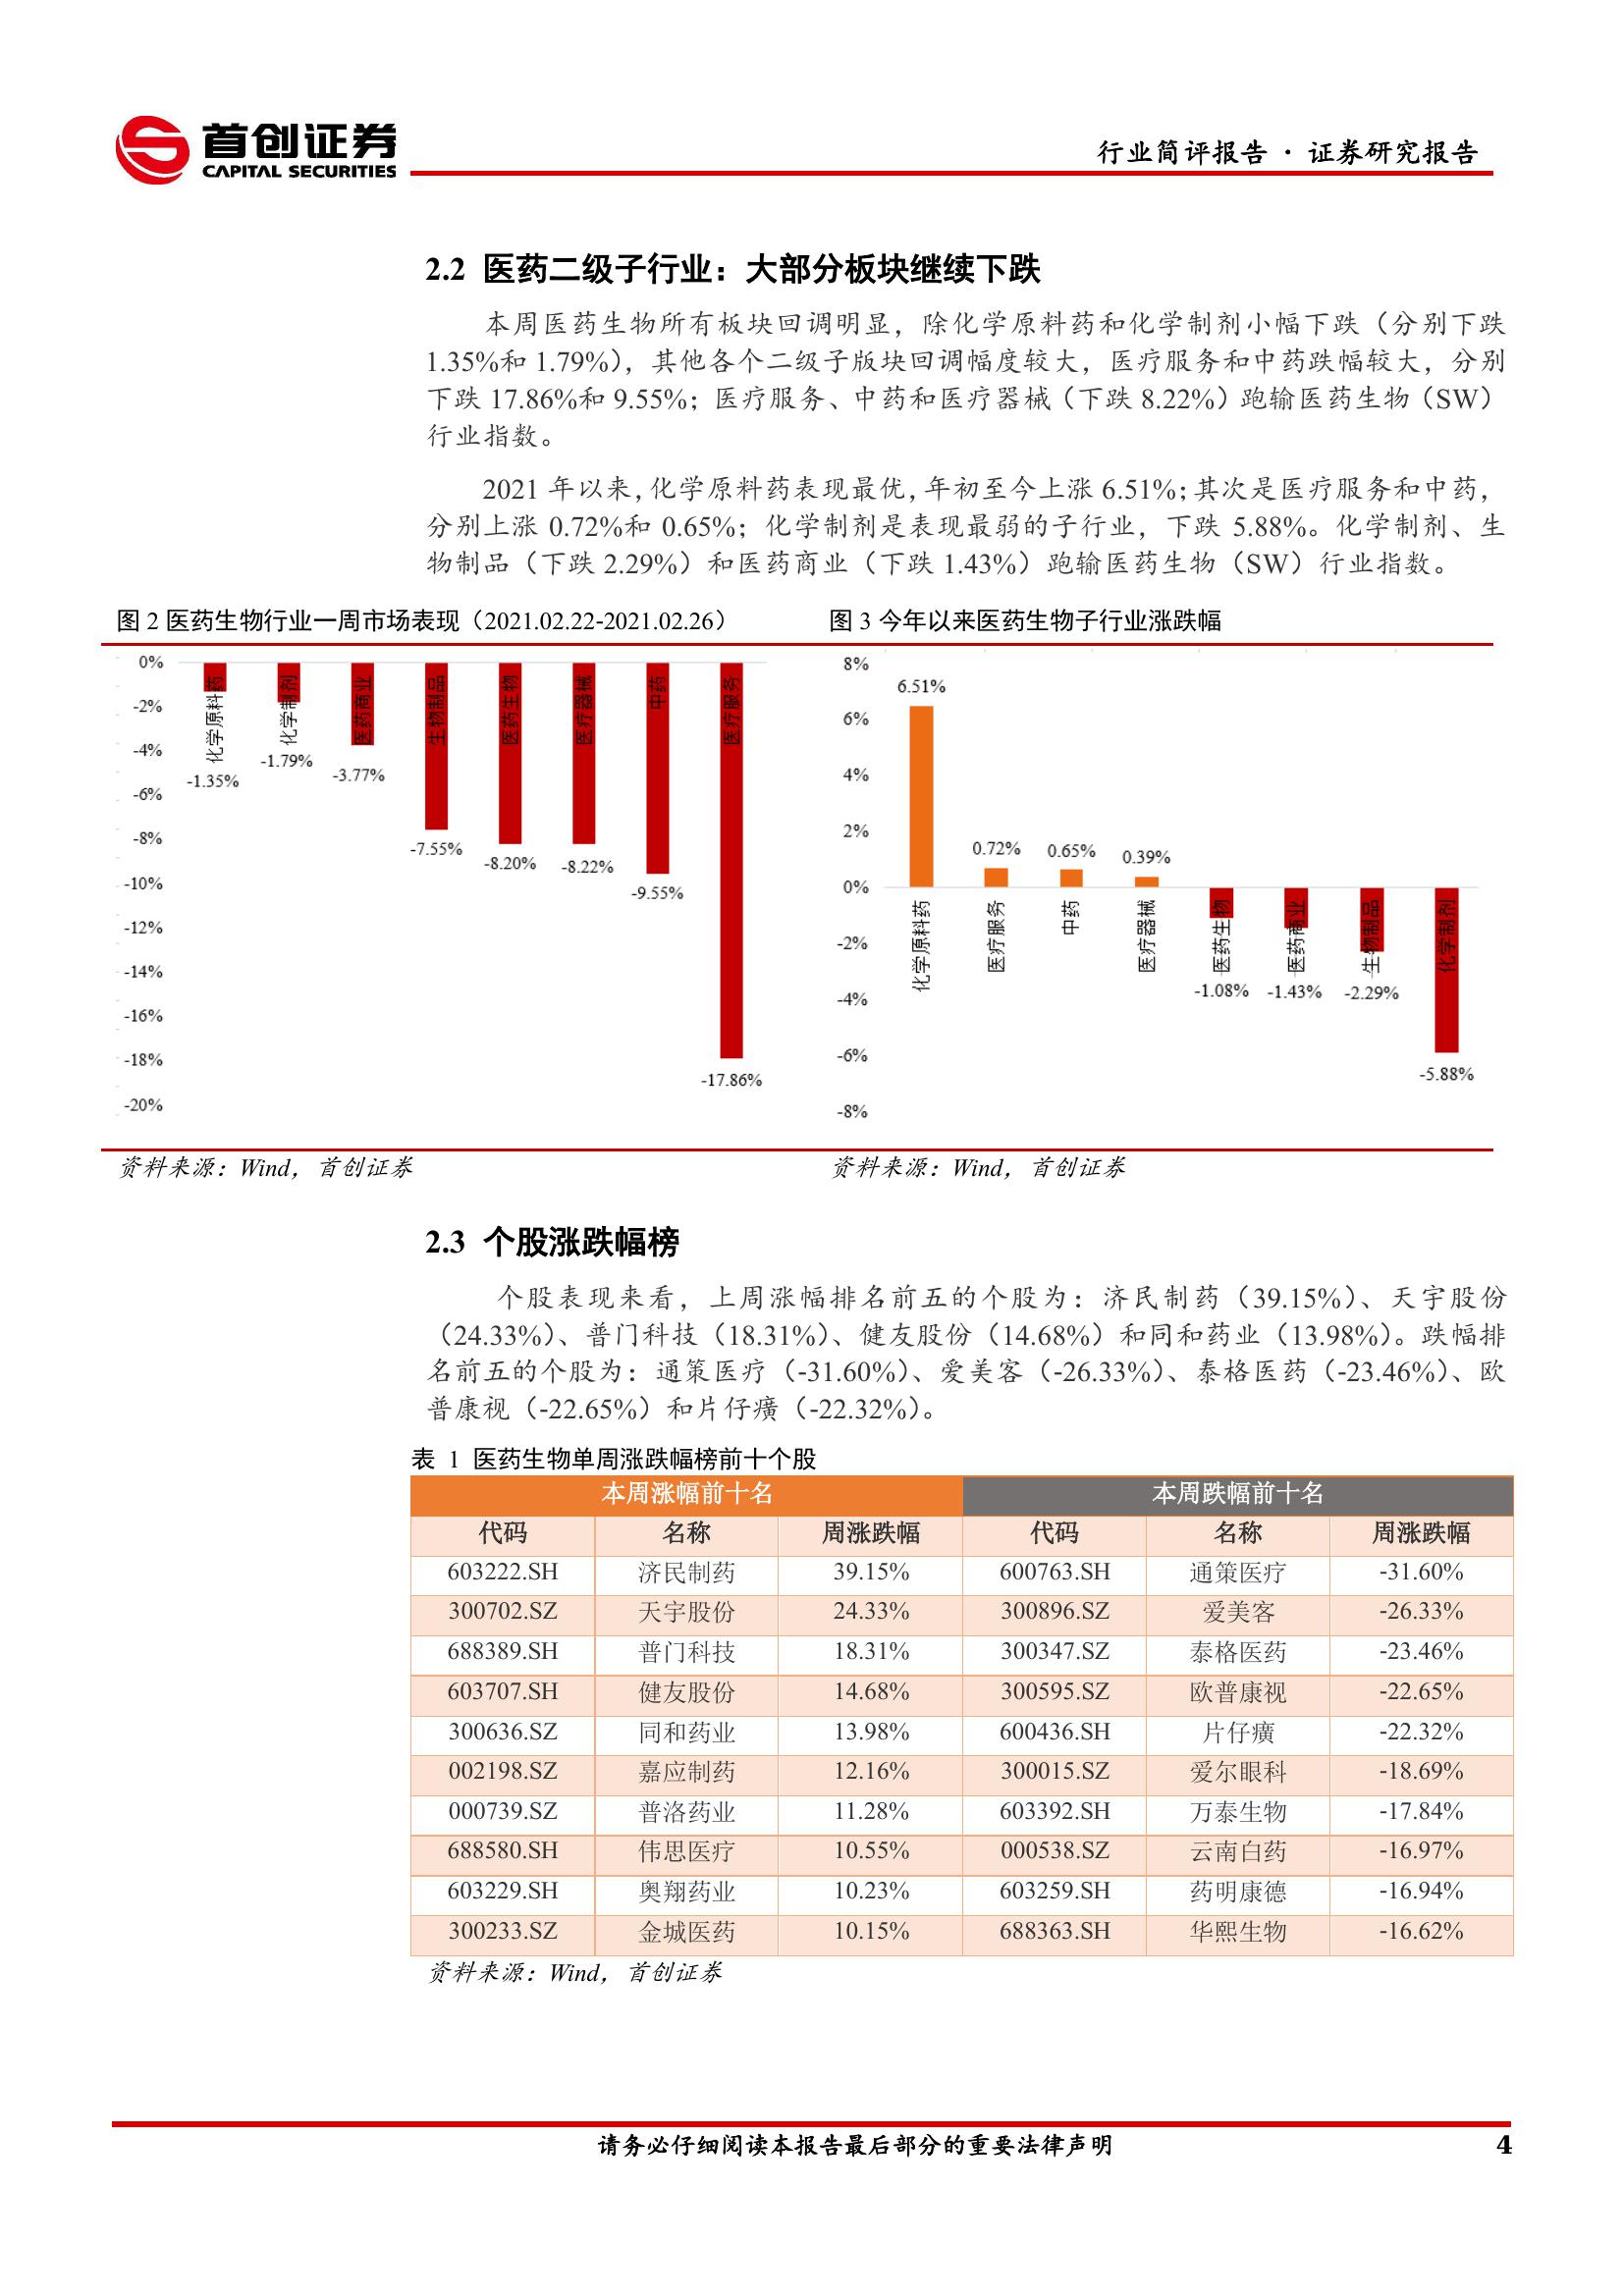 首创证券
CAPITAL SECURITIES
行业简评报告 · 证券研究报告
2.2 医药二级子行业：大部分板块继续下跌
本周医药生物所有板块回调明显，除化学原料药和化学制剂小幅下跌（分别下跌
1.35%和 1.79%），其他各个二级子版块回调幅度较大，医疗服务和中药跌幅较大，分别
下跌 17.86%和 9.55%；医疗服务、中药和医疗器械（下跌 8.22%）跑输医药生物（SW）
行业指数。
2021 年以来，化学原料药表现最优，年初至今上涨 6.51%；其次是医疗服务和中药，
分别上涨 0.72%和 0.65%；化学制剂是表现最弱的子行业，下跌 5.88%。化学制剂、生
物制品（下跌 2.29%）和医药商业（下跌 1.43%）跑输医药生物（SW）行业指数。
图 2 医药生物行业一周市场表现（2021.02.22-2021.02.26）
0%
-2%
-4%
-6%
-8%
-10%
-12%
-14%
-16%
-18%
-20%
化学原料药
化学制剂
医药商业
生物制品
医药生物
医疗器械
中药
医疗服务
-1.35%
-1.79%
-3.77%
-7.55%
-8.20%
-8.22%
-9.55%
-17.86%
资料来源：Wind，首创证券
图 3 今年以来医药生物子行业涨跌幅
8%
6%
4%
2%
0%
-2%
-4%
-6%
-8%
6.51%
0.72%
0.65%
0.39%
化学原料药
医疗服务
中药
医疗器械
医药生物
医药商业
生物制品
化学制剂
-1.08%
-1.43%
-2.29%
-5.88%
资料来源：Wind，首创证券
2.3 个股涨跌幅榜
个股表现来看，上周涨幅排名前五的个股为：济民制药（39.15%）、天宇股份
（24.33%）、普门科技（18.31%）、健友股份（14.68%）和同和药业（13.98%）。跌幅排
名前五的个股为：通策医疗（-31.60%）、爱美客（-26.33%）、泰格医药（-23.46%）、欧
普康视（-22.65%）和片仔癀（-22.32%）。
表 1 医药生物单周涨跌幅榜前十个股
本周涨幅前十名 本周跌幅前十名
代码 名称 周涨跌幅 代码 名称 周涨跌幅
603222.SH 济民制药 39.15% 600763.SH 通策医疗 -31.60%
300702.SZ 天宇股份 24.33% 300896.SZ 爱美客 -26.33%
688389.SH 普门科技 18.31% 300347.SZ 泰格医药 -23.46%
603707.SH 健友股份 14.68% 300595.SZ 欧普康视 -22.65%
300636.SZ 同和药业 13.98% 600436.SH 片仔癀 -22.32%
002198.SZ 嘉应制药 12.16% 300015.SZ 爱尔眼科 -18.69%
000739.SZ 普洛药业 11.28% 603392.SH 万泰生物 -17.84%
688580.SH 伟思医疗 10.55% 000538.SZ 云南白药 -16.97%
603229.SH 奥翔药业 10.23% 603259.SH 药明康德 -16.94%
300233.SZ 金城医药 10.15% 688363.SH 华熙生物 -16.62%
资料来源：Wind，首创证券
请务必仔细阅读本报告最后部分的重要法律声明
4